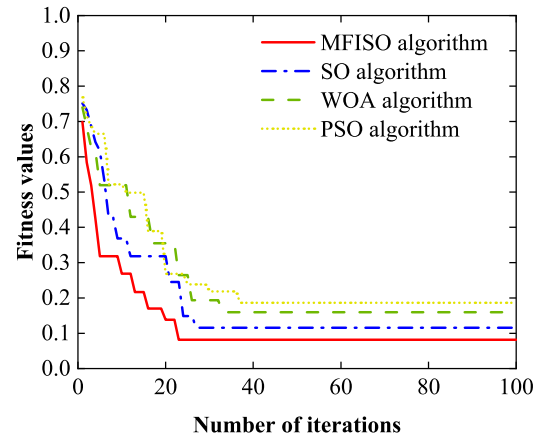 1.0
0.9
0.8
0.7
0.6
0.5
0.4
0.3
0.2
0.1
0.0
Fitness values
MFISO algorithm
SO algorithm
WOA algorithm
PSO algorithm
0 20 40 60 80 100
Number of iterations